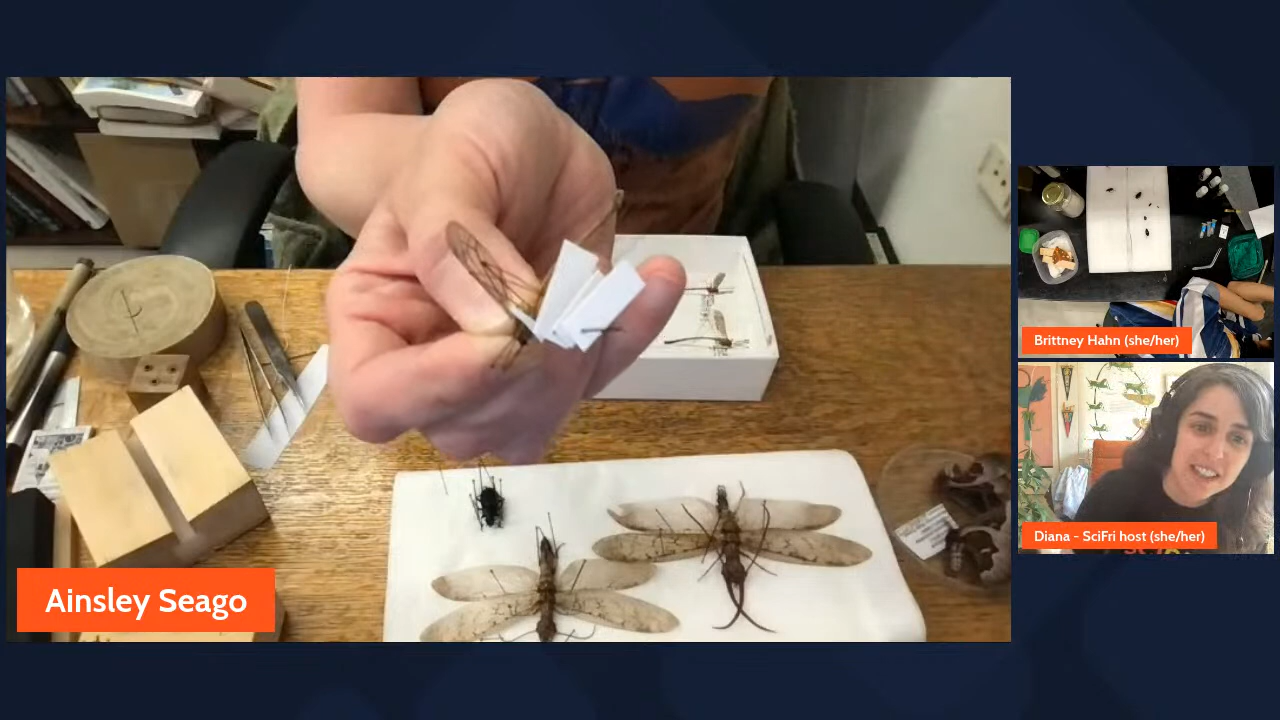 Ainsley Seago
Brittney Hahn (she/her)
Diana - SciFri host (she/her)